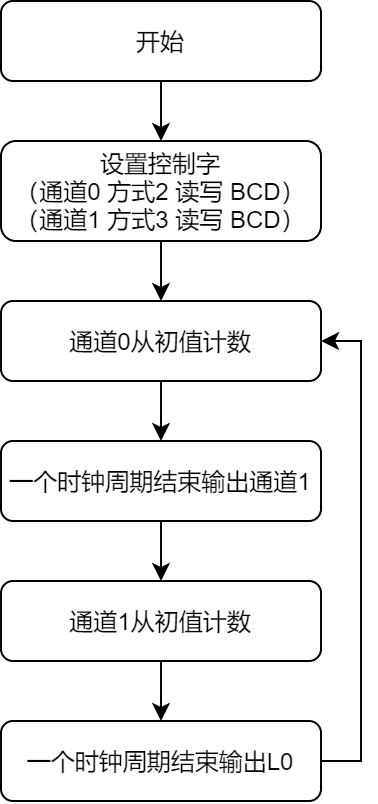 开始
设置控制字
（通道0 方式2 读写 BCD）
（通道1 方式3 读写 BCD）
通道0从初值计数
一个时钟周期结束输出通道1
通道1从初值计数
一个时钟周期结束输出L0